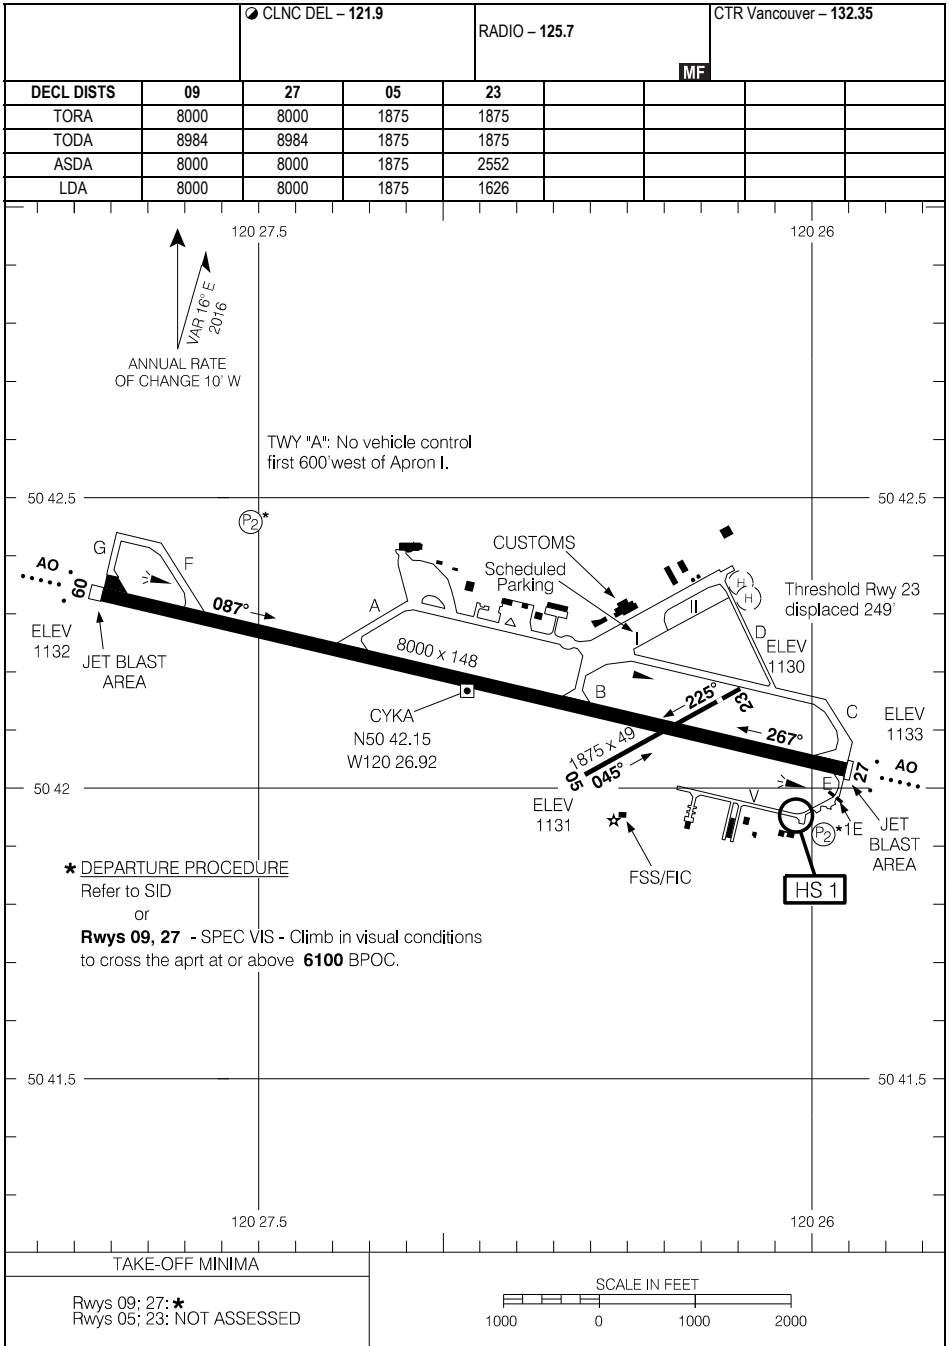 CLNC DEL – 121.9
RADIO – 125.7
MF
CTR Vancouver – 132.35
DECL DISTS 09 27 05 23
TORA 8000 8000 1875 1875
TODA 8984 8984 1875 1875
ASDA 8000 8000 1875 2552
LDA 8000 8000 1875 1626
120 27.5
120 26
VAR 16° E
2016
ANNUAL RATE
OF CHANGE 10' W
TWY "A": No vehicle control
first 600'west of Apron I.
50 42.5
50 42.5
P2 *
G
F
AO
09
087°
ELEV
1132
JET BLAST
AREA
A
8000 x 148
CUSTOMS
Scheduled
Parking
I
II
H
H
D
Threshold Rwy 23
displaced 249'
ELEV
1130
B
225°
23
C
ELEV
1133
267°
CYKA
N50 42.15
W120 26.92
1875 x 49
05
045°
ELEV
1131
50 42
27
AO
E
V
1E
P2 *
JET
BLAST
AREA
FSS/FIC
HS 1
* DEPARTURE PROCEDURE
Refer to SID
or
Rwys 09, 27 - SPEC VIS - Climb in visual conditions
to cross the aprt at or above 6100 BPOC.
50 41.5
50 41.5
120 27.5
120 26
TAKE-OFF MINIMA
Rwys 09; 27: *
Rwys 05; 23: NOT ASSESSED
SCALE IN FEET
1000 0 1000 2000